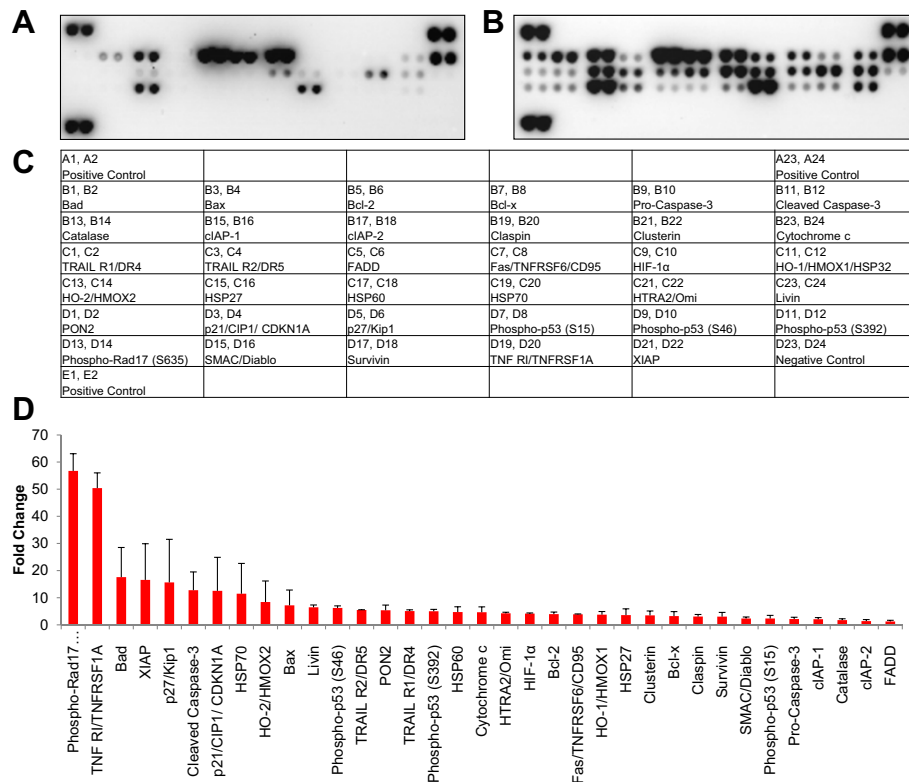 A
B
C
A1, A2
Positive Control
A23, A24
Positive Control
B1, B2
Bad
B3, B4
Bax
B5, B6
Bcl-2
B7, B8
Bcl-x
B9, B10
Pro-Caspase-3
B11, B12
Cleaved Caspase-3
B13, B14
Catalase
B15, B16
cIAP-1
B17, B18
cIAP-2
B19, B20
Claspin
B21, B22
Clusterin
B23, B24
Cytochrome c
C1, C2
TRAIL R1/DR4
C3, C4
TRAIL R2/DR5
C5, C6
FADD
C7, C8
Fas/TNFRSF6/CD95
C9, C10
HIF-1α
C11, C12
HO-1/HMOX1/HSP32
C13, C14
HO-2/HMOX2
C15, C16
HSP27
C17, C18
HSP60
C19, C20
HSP70
C21, C22
HTRA2/Omi
C23, C24
Livin
D1, D2
PON2
D3, D4
p21/CIP1/ CDKN1A
D5, D6
p27/Kip1
D7, D8
Phospho-p53 (S15)
D9, D10
Phospho-p53 (S46)
D11, D12
Phospho-p53 (S392)
D13, D14
Phospho-Rad17 (S635)
D15, D16
SMAC/Diablo
D17, D18
Survivin
D19, D20
TNF RI/TNFRSF1A
D21, D22
XIAP
D23, D24
Negative Control
E1, E2
Positive Control
D
Fold Change
70
60
50
40
30
20
10
0
Phospho-Rad17 …
TNF RI/TNFRSF1A
Bad
XIAP
p27/Kip1
Cleaved Caspase-3
p21/CIP1/ CDKN1A
HSP70
HO-2/HMOX2
Bax
Livin
Phospho-p53 (S46)
TRAIL R2/DR5
PON2
TRAIL R1/DR4
Phospho-p53 (S392)
HSP60
Cytochrome c
HTRA2/Omi
HIF-1α
Bcl-2
Fas/TNFRSF6/CD95
HO-1/HMOX1
HSP27
Clusterin
Bcl-x
Claspin
Survivin
SMAC/Diablo
Phospho-p53 (S15)
Pro-Caspase-3
cIAP-1
Catalase
cIAP-2
FADD